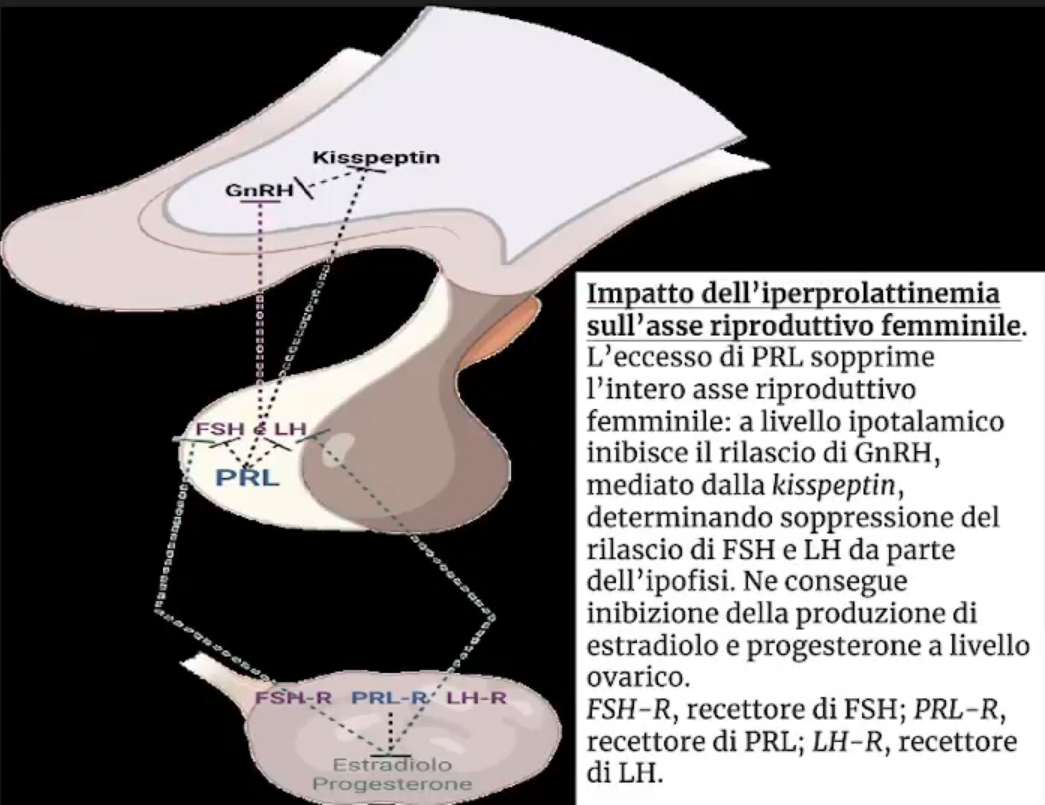 Kisspeptin
GnRH
FSH e LH
PRL
FSH-R PRL-R LH-R
Estradiolo
Progesterone
Impatto dell'iperprolattinemia
sull'asse riproduttivo femminile.
L'eccesso di PRL sopprime
l'intero asse riproduttivo
femminile: a livello ipotalamico
inibisce il rilascio di GnRH,
mediato dalla kisspeptin,
determinando soppressione del
rilascio di FSH e LH da parte
dell'ipofisi. Ne consegue
inibizione della produzione di
estradiolo e progesterone a livello
ovarico.
FSH-R, recettore di FSH; PRL-R,
recettore di PRL; LH-R, recettore
di LH.